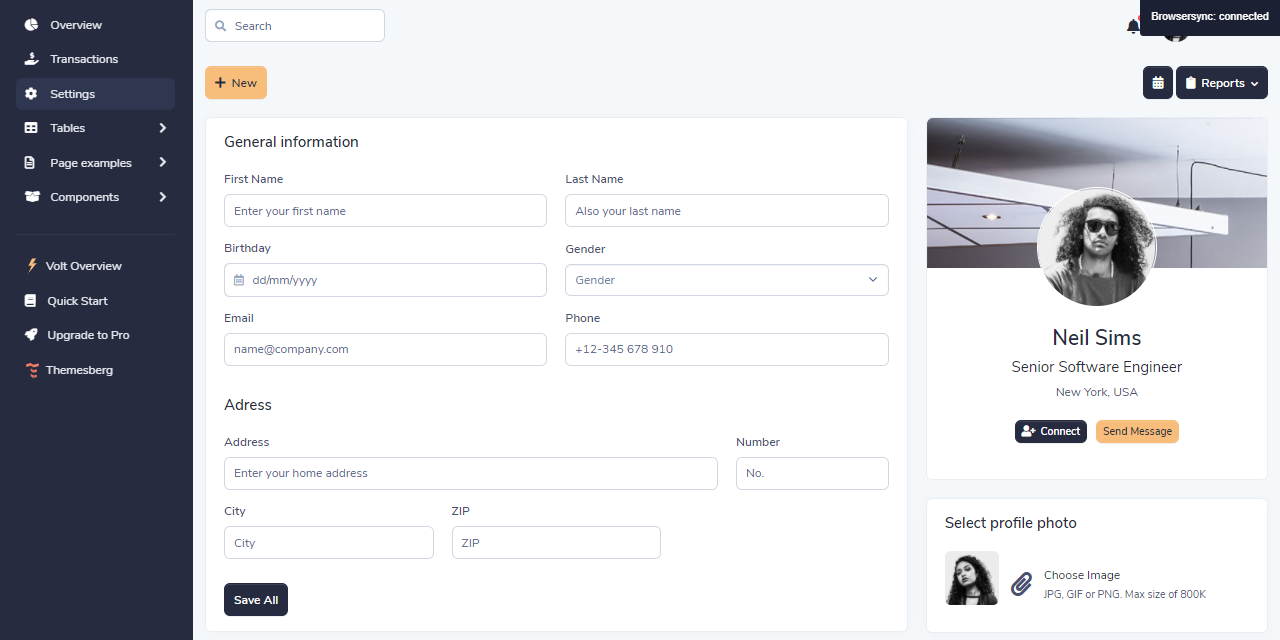 Overview
Transactions
Settings
Tables
Page examples
Components
Volt Overview
Quick Start
Upgrade to Pro
Themesberg
Search
Browsersync: connected
New
Reports
General information
First Name
Last Name
Enter your first name
Also your last name
Birthday
Gender
dd/mm/yyyy
Gender
Email
Phone
name@company.com
+12-345 678 910
Adress
Address
Number
Enter your home address
No.
City
ZIP
City
ZIP
Save All
Neil Sims
Senior Software Engineer
New York, USA
Connect
Send Message
Select profile photo
Choose Image
JPG, GIF or PNG. Max size of 800K